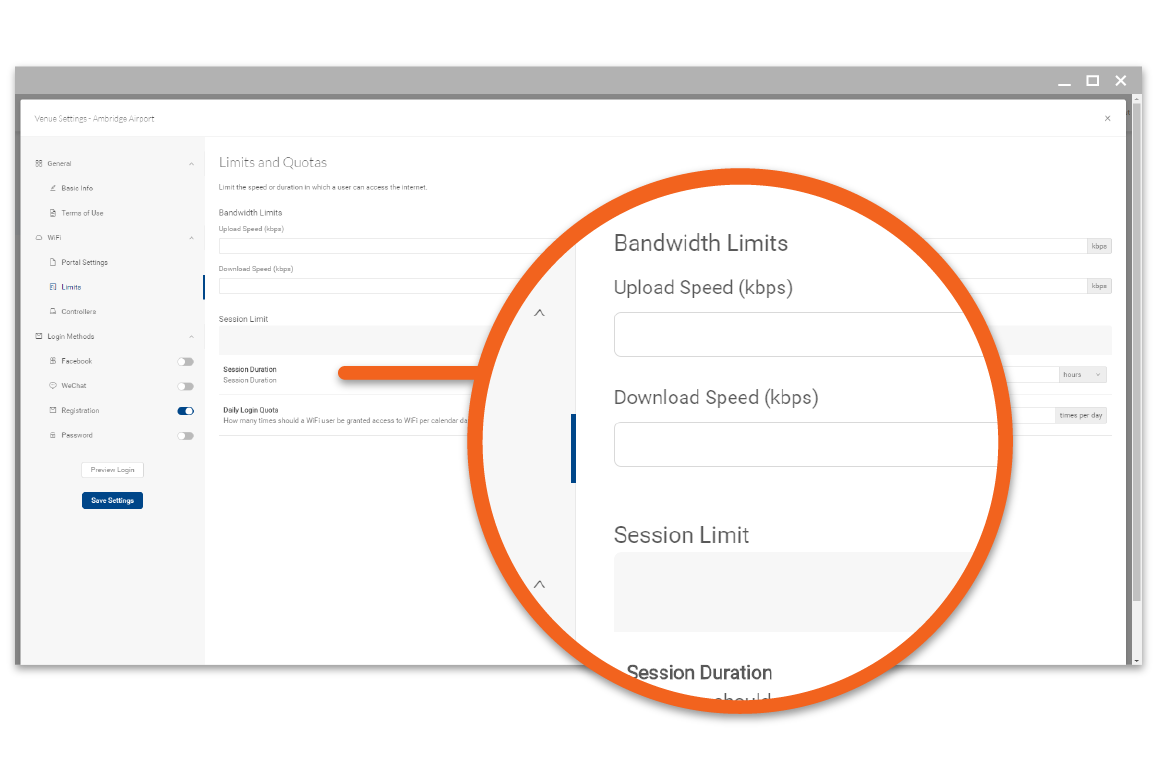 Venue Settings - Ambridge Airport
General
Basic Info
Terms of Use
WiFi
Portal Settings
Limits
Controllers
Login Methods
Facebook
WeChat
Registration
Password
Preview Login
Save Settings
Limits and Quotas
Limit the speed or duration in which a user can access the internet.
Bandwidth Limits
Upload Speed (kbps)
kbps
Download Speed (kbps)
kbps
Session Limit
Session Duration
Session Duration
hours
Daily Login Quota
How many times should a WiFi user be granted access to WiFi per calendar
times per day
Bandwidth Limits
Upload Speed (kbps)
Download Speed (kbps)
Session Limit
Session Duration
should